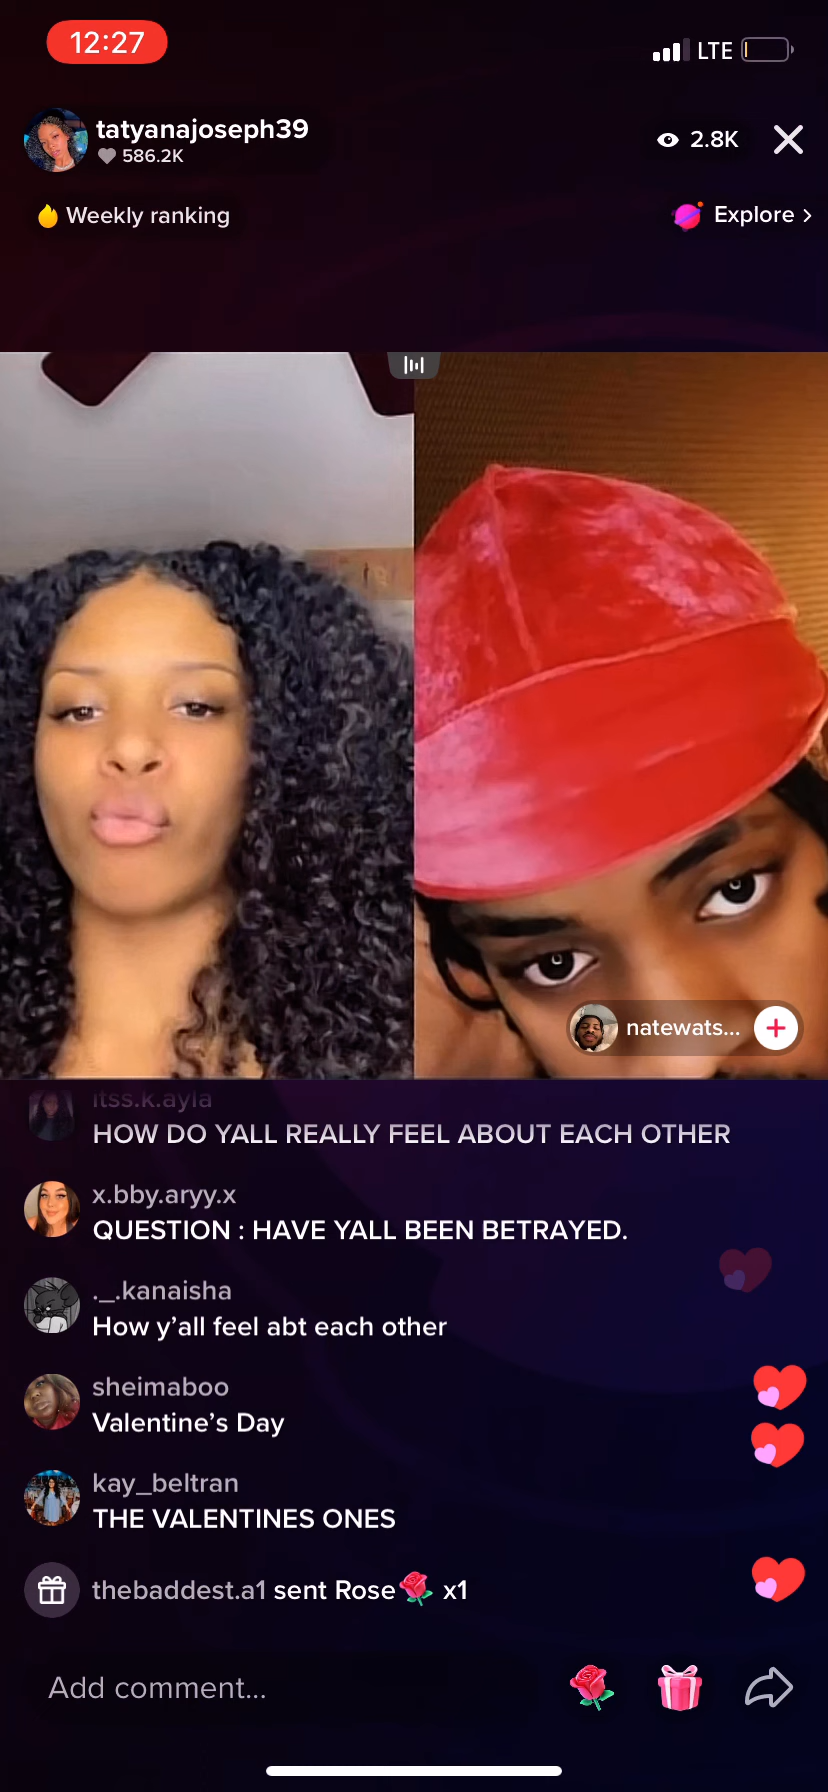 12:27
LTE
tatyanajoseph39
586.2K
2.8K
Weekly ranking
Explore >
natewats...
itss.k.ayla
HOW DO YALL REALLY FEEL ABOUT EACH OTHER
x.bby.aryy.x
QUESTION : HAVE YALL BEEN BETRAYED.
._.kanaisha
How y’all feel abt each other
sheimaboo
Valentine’s Day
kay_beltran
THE VALENTINES ONES
thebaddest.a1 sent Rose🌹 x1
Add comment...